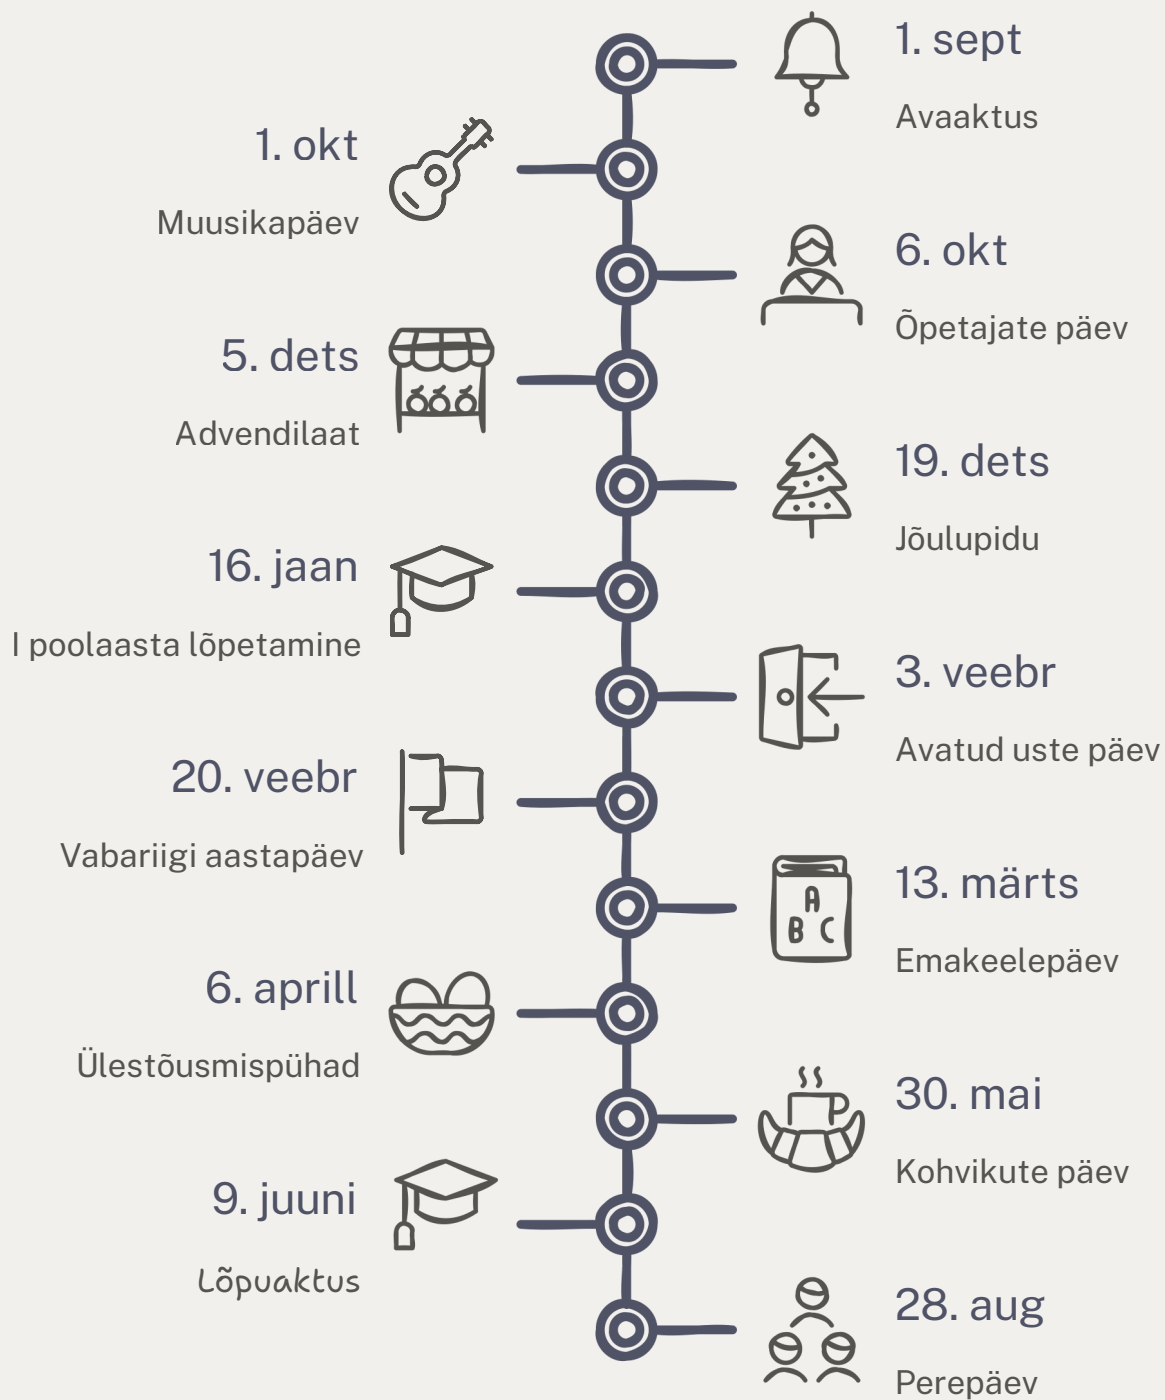 1. sept
Avaaktus
1. okt
Muusikapäev
6. okt
Õpetajate päev
5. dets
Advendilaat
19. dets
Jõulupidu
16. jaan
I poolaasta lõpetamine
3. veebr
Avatud uste päev
20. veebr
Vabariigi aastapäev
13. märts
Emakeelepäev
A
B C
6. aprill
Ülestõusmispühad
30. mai
Kohvikute päev
9. juuni
Lõpuaktus
28. aug
Perepäev